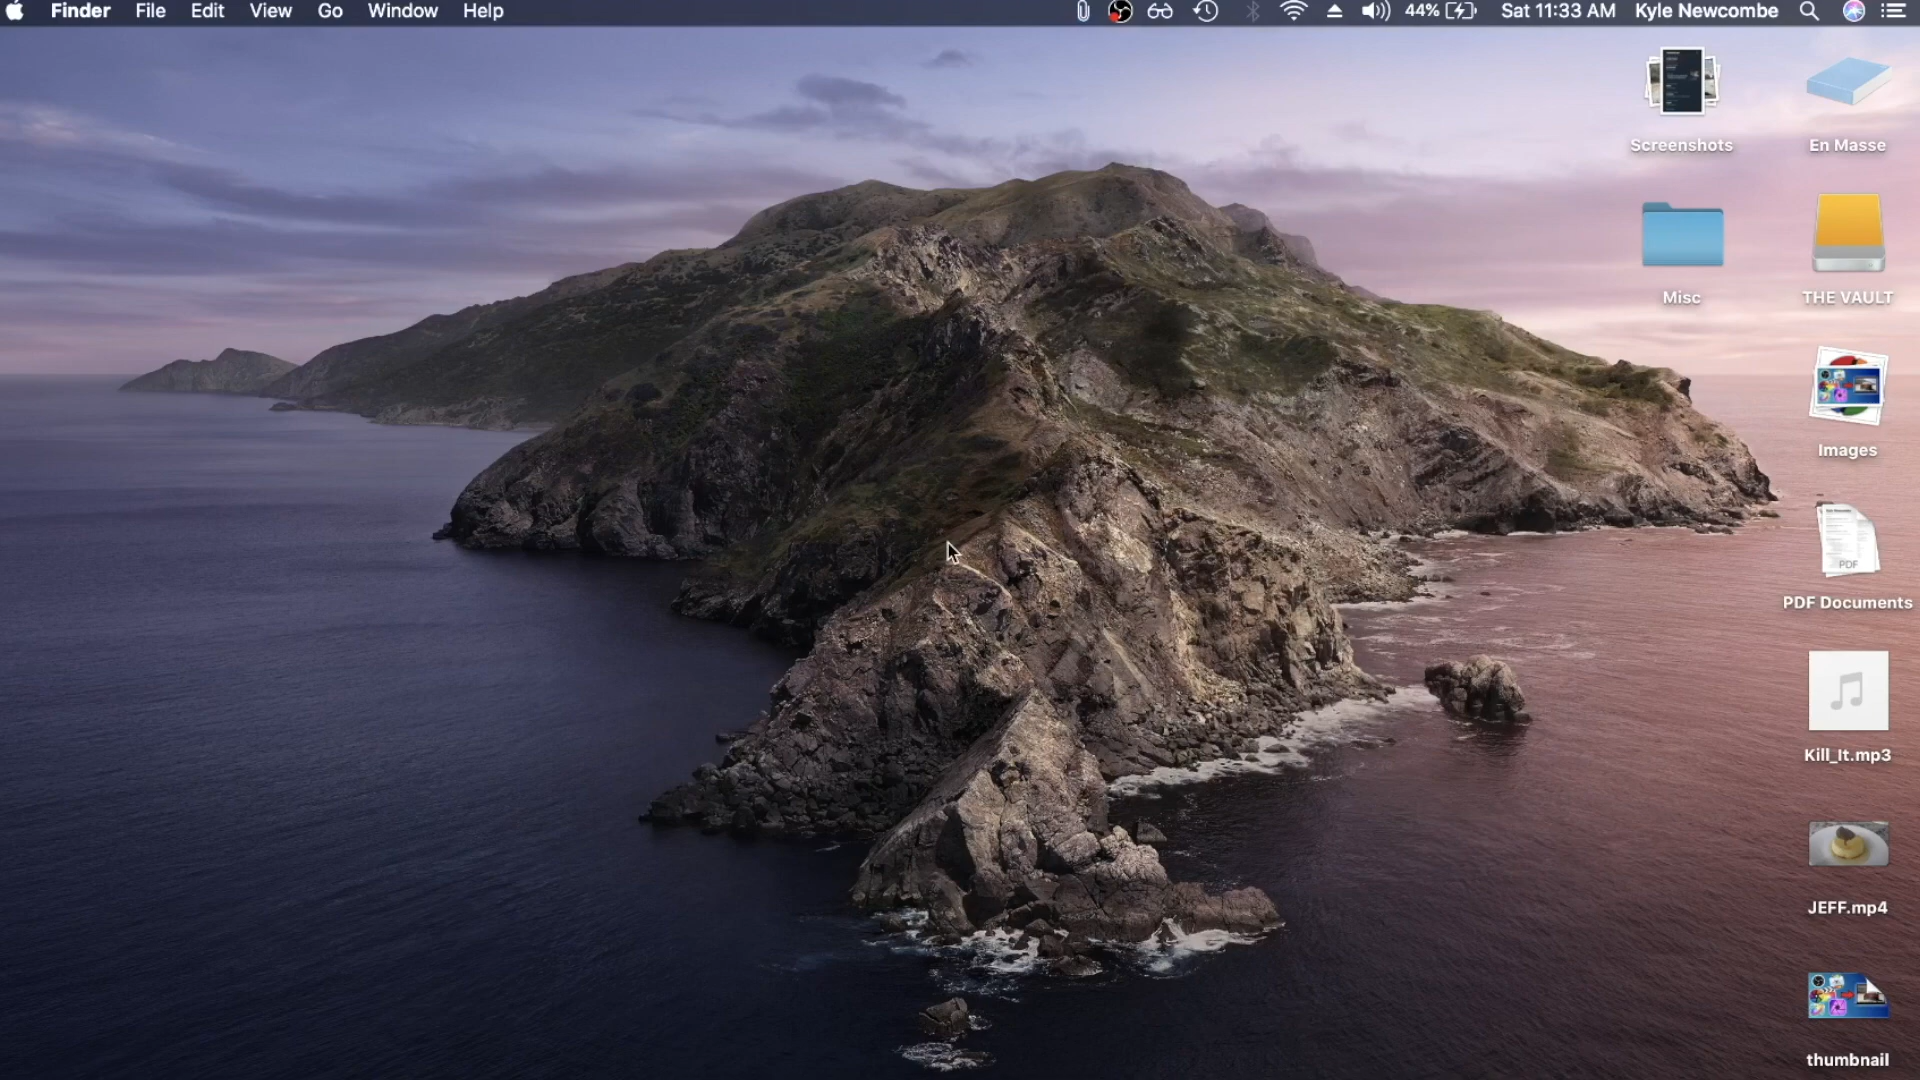 Finder File Edit View Go Window Help 44% Sat 11:33 AM Kyle Newcombe
Screenshots
En Masse
Misc
THE VAULT
Images
PDF
PDF Documents
Kill_It.mp3
JEFF.mp4
thumbnail